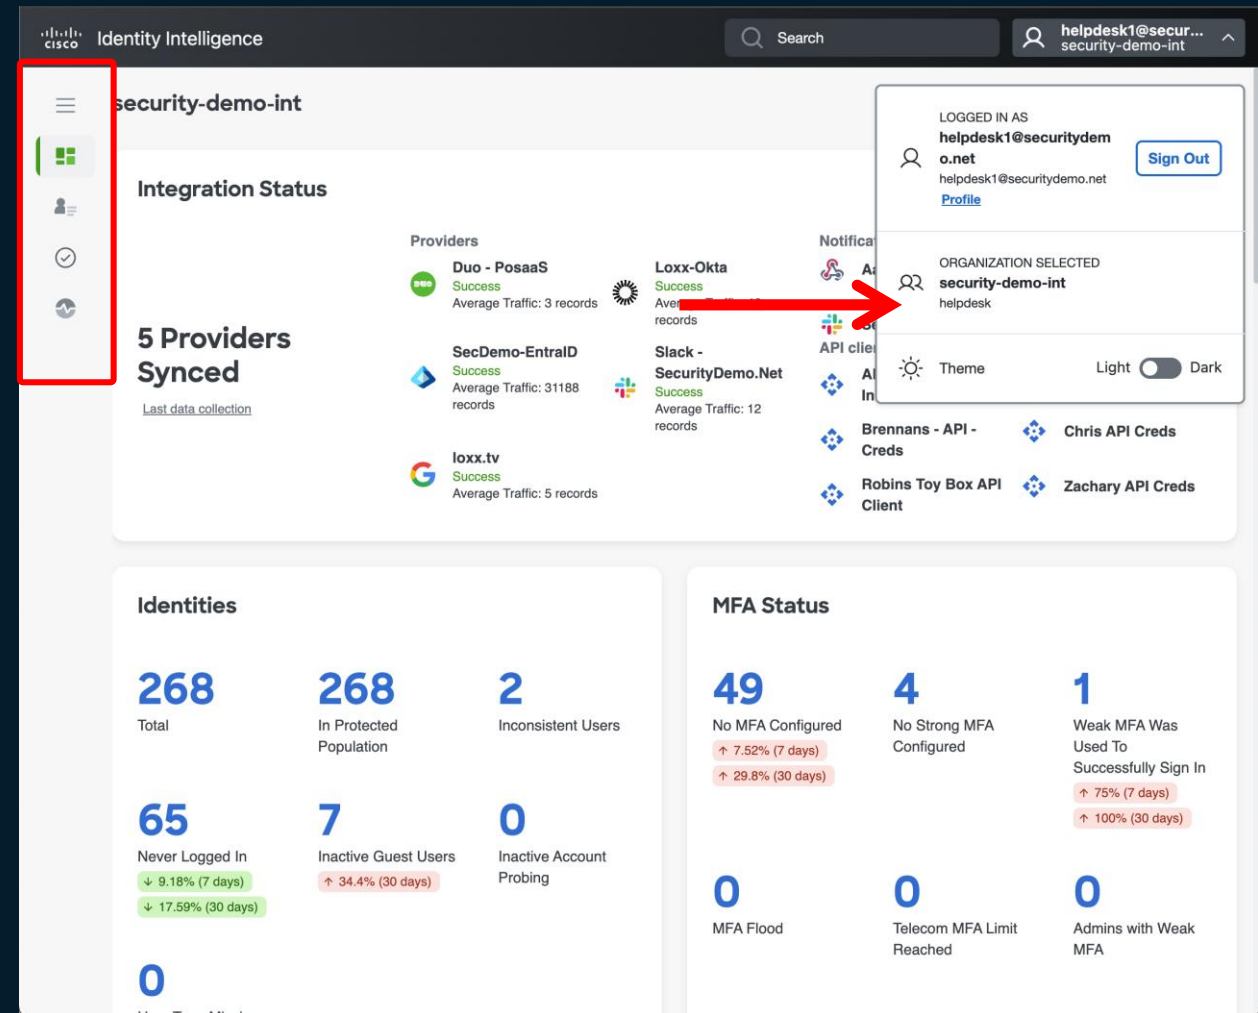 cisco Identity Intelligence
Search
helpdesk1@secur...
security-demo-int
security-demo-int
LOGGED IN AS
helpdesk1@securitydem
o.net
helpdesk1@securitydemo.net
Profile
Sign Out
ORGANIZATION SELECTED
security-demo-int
helpdesk
Theme
Light
Dark
Integration Status
5 Providers
Synced
Last data collection
Providers
Duo - PosaaS
Success
Average Traffic: 3 records
Loxx-Okta
Success
records
SecDemo-EntraID
Success
Average Traffic: 31188
records
Slack -
SecurityDemo.Net
Success
Average Traffic: 12
records
loxx.tv
Success
Average Traffic: 5 records
Brennans - API -
Creds
Chris API Creds
Robins Toy Box API
Client
Zachary API Creds
Identities
268
Total
268
In Protected
Population
2
Inconsistent Users
65
Never Logged In
↓ 9.18% (7 days)
↓ 17.59% (30 days)
7
Inactive Guest Users
↑ 34.4% (30 days)
0
Inactive Account
Probing
0
MFA Status
49
No MFA Configured
↑ 7.52% (7 days)
↑ 29.8% (30 days)
4
No Strong MFA
Configured
1
Weak MFA Was
Used To
Successfully Sign In
↑ 75% (7 days)
↑ 100% (30 days)
0
MFA Flood
0
Telecom MFA Limit
Reached
0
Admins with Weak
MFA